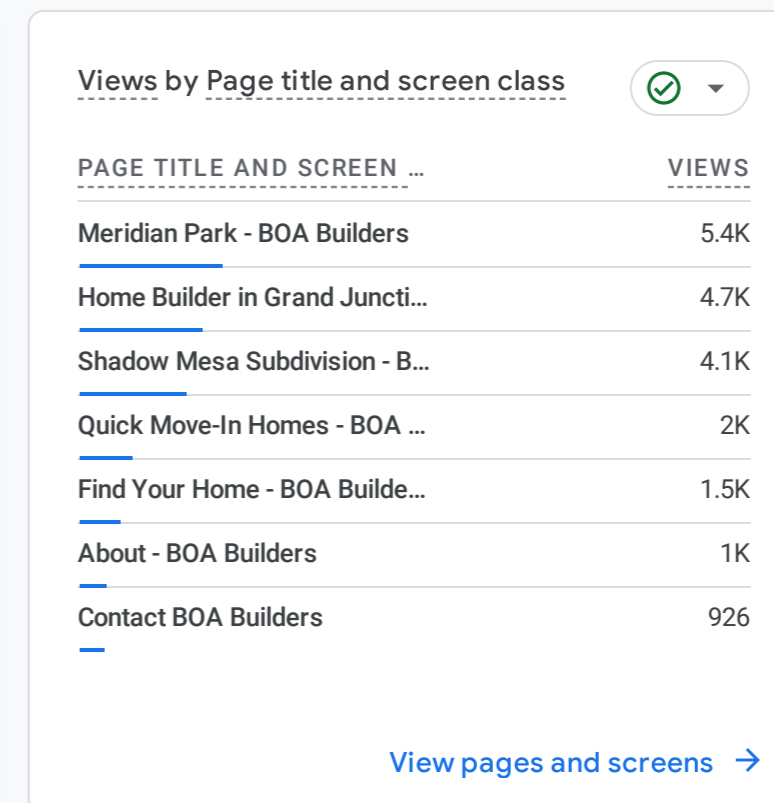 Views by Page title and screen class
PAGE TITLE AND SCREEN ... VIEWS
Meridian Park - BOA Builders 5.4K
Home Builder in Grand Juncti... 4.7K
Shadow Mesa Subdivision - B... 4.1K
Quick Move-In Homes - BOA ... 2K
Find Your Home - BOA Builde... 1.5K
About - BOA Builders 1K
Contact BOA Builders 926
View pages and screens →